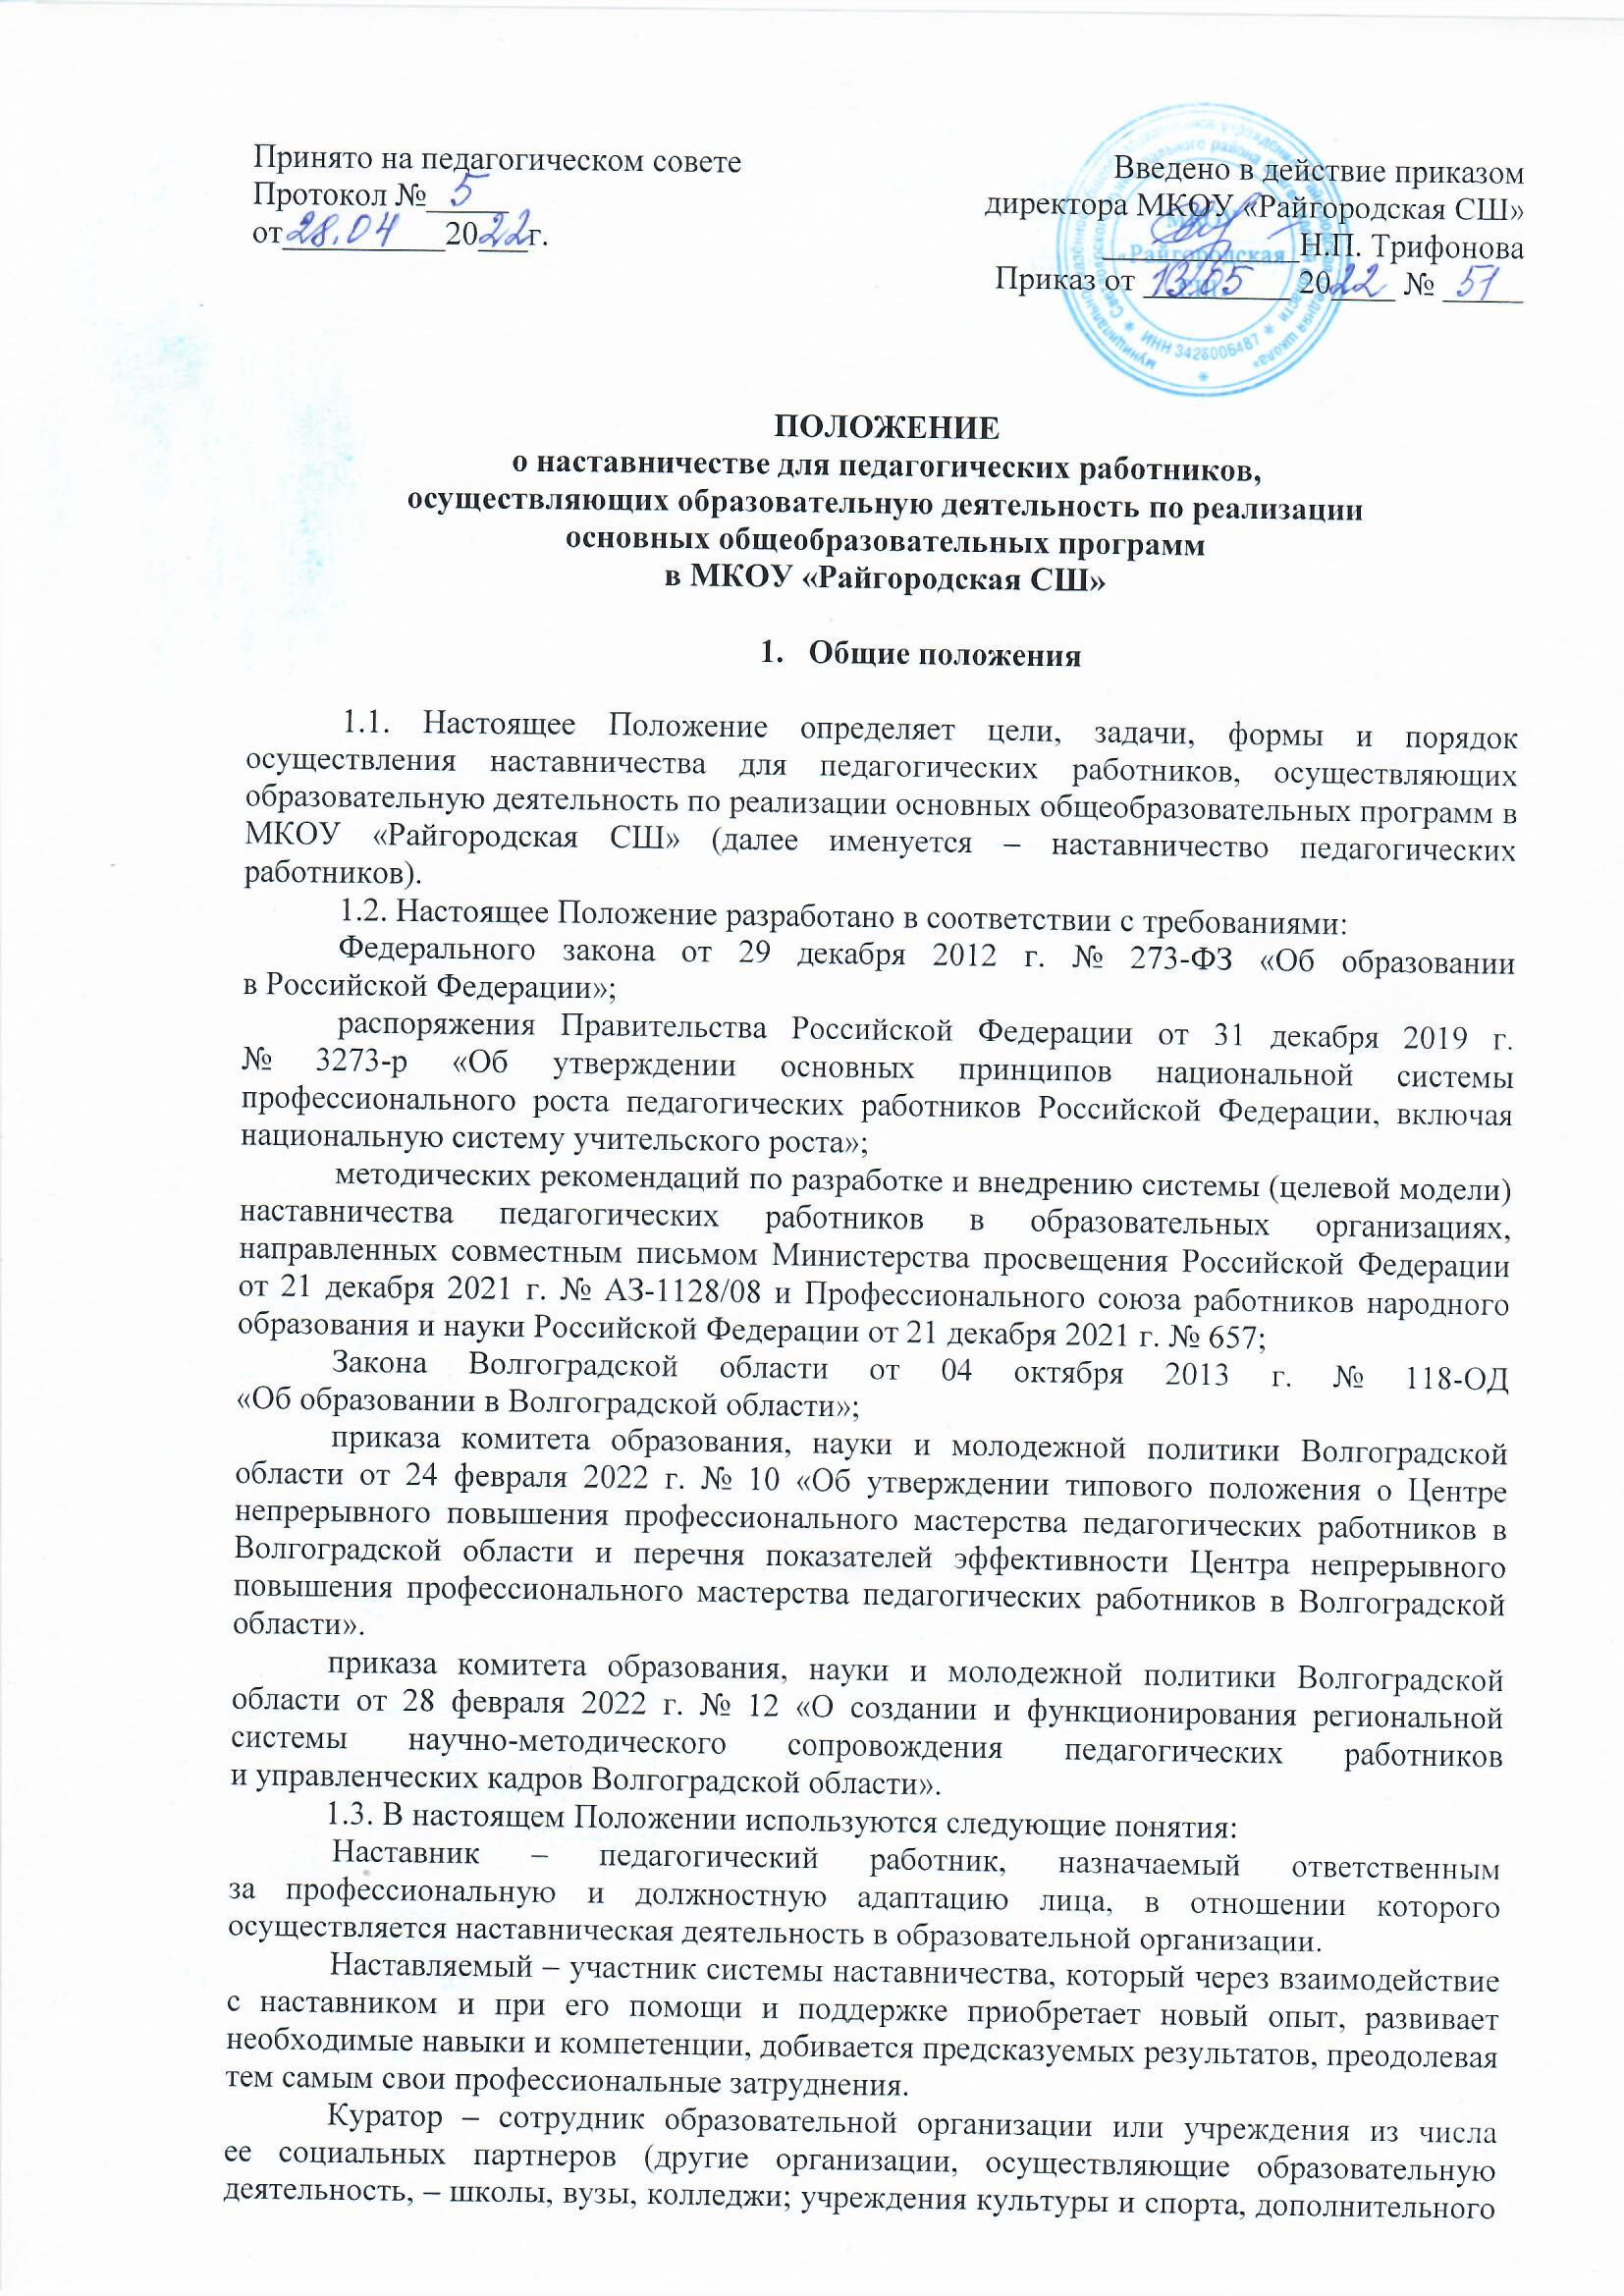 Принято на педагогическом совете
Протокол № 5
от 28.04 2022г.
Введено в действие приказом
директора МКОУ «Райгородская СШ»
Н.П. Трифонова
Приказ от 13.05 2022 № 51
МКОУ
«Райгородская
СШ»
ИНН 3426006487
ПОЛОЖЕНИЕ
о наставничестве для педагогических работников,
осуществляющих образовательную деятельность по реализации
основных общеобразовательных программ
в МКОУ «Райгородская СШ»
1. Общие положения
1.1. Настоящее Положение определяет цели, задачи, формы и порядок
осуществления наставничества для педагогических работников, осуществляющих
образовательную деятельность по реализации основных общеобразовательных программ в
МКОУ «Райгородская СШ» (далее именуется – наставничество педагогических
работников).
1.2. Настоящее Положение разработано в соответствии с требованиями:
Федерального закона от 29 декабря 2012 г. № 273-ФЗ «Об образовании
в Российской Федерации»;
распоряжения Правительства Российской Федерации от 31 декабря 2019 г.
№ 3273-р «Об утверждении основных принципов национальной системы
профессионального роста педагогических работников Российской Федерации, включая
национальную систему учительского роста»;
методических рекомендаций по разработке и внедрению системы (целевой модели)
наставничества педагогических работников в образовательных организациях,
направленных совместным письмом Министерства просвещения Российской Федерации
от 21 декабря 2021 г. № АЗ-1128/08 и Профессионального союза работников народного
образования и науки Российской Федерации от 21 декабря 2021 г. № 657;
Закона Волгоградской области от 04 октября 2013 г. № 118-ОД
«Об образовании в Волгоградской области»;
приказа комитета образования, науки и молодежной политики Волгоградской
области от 24 февраля 2022 г. № 10 «Об утверждении типового положения о Центре
непрерывного повышения профессионального мастерства педагогических работников в
Волгоградской области и перечня показателей эффективности Центра непрерывного
повышения профессионального мастерства педагогических работников в Волгоградской
области».
приказа комитета образования, науки и молодежной политики Волгоградской
области от 28 февраля 2022 г. № 12 «О создании и функционирования региональной
системы научно-методического сопровождения педагогических работников
и управленческих кадров Волгоградской области».
1.3. В настоящем Положении используются следующие понятия:
Наставник – педагогический работник, назначаемый ответственным
за профессиональную и должностную адаптацию лица, в отношении которого
осуществляется наставническая деятельность в образовательной организации.
Наставляемый – участник системы наставничества, который через взаимодействие
с наставником и при его помощи и поддержке приобретает новый опыт, развивает
необходимые навыки и компетенции, добивается предсказуемых результатов, преодолевая
тем самым свои профессиональные затруднения.
Куратор – сотрудник образовательной организации или учреждения из числа
ее социальных партнеров (другие организации, осуществляющие образовательную
деятельность, – школы, вузы, колледжи; учреждения культуры и спорта, дополнительного